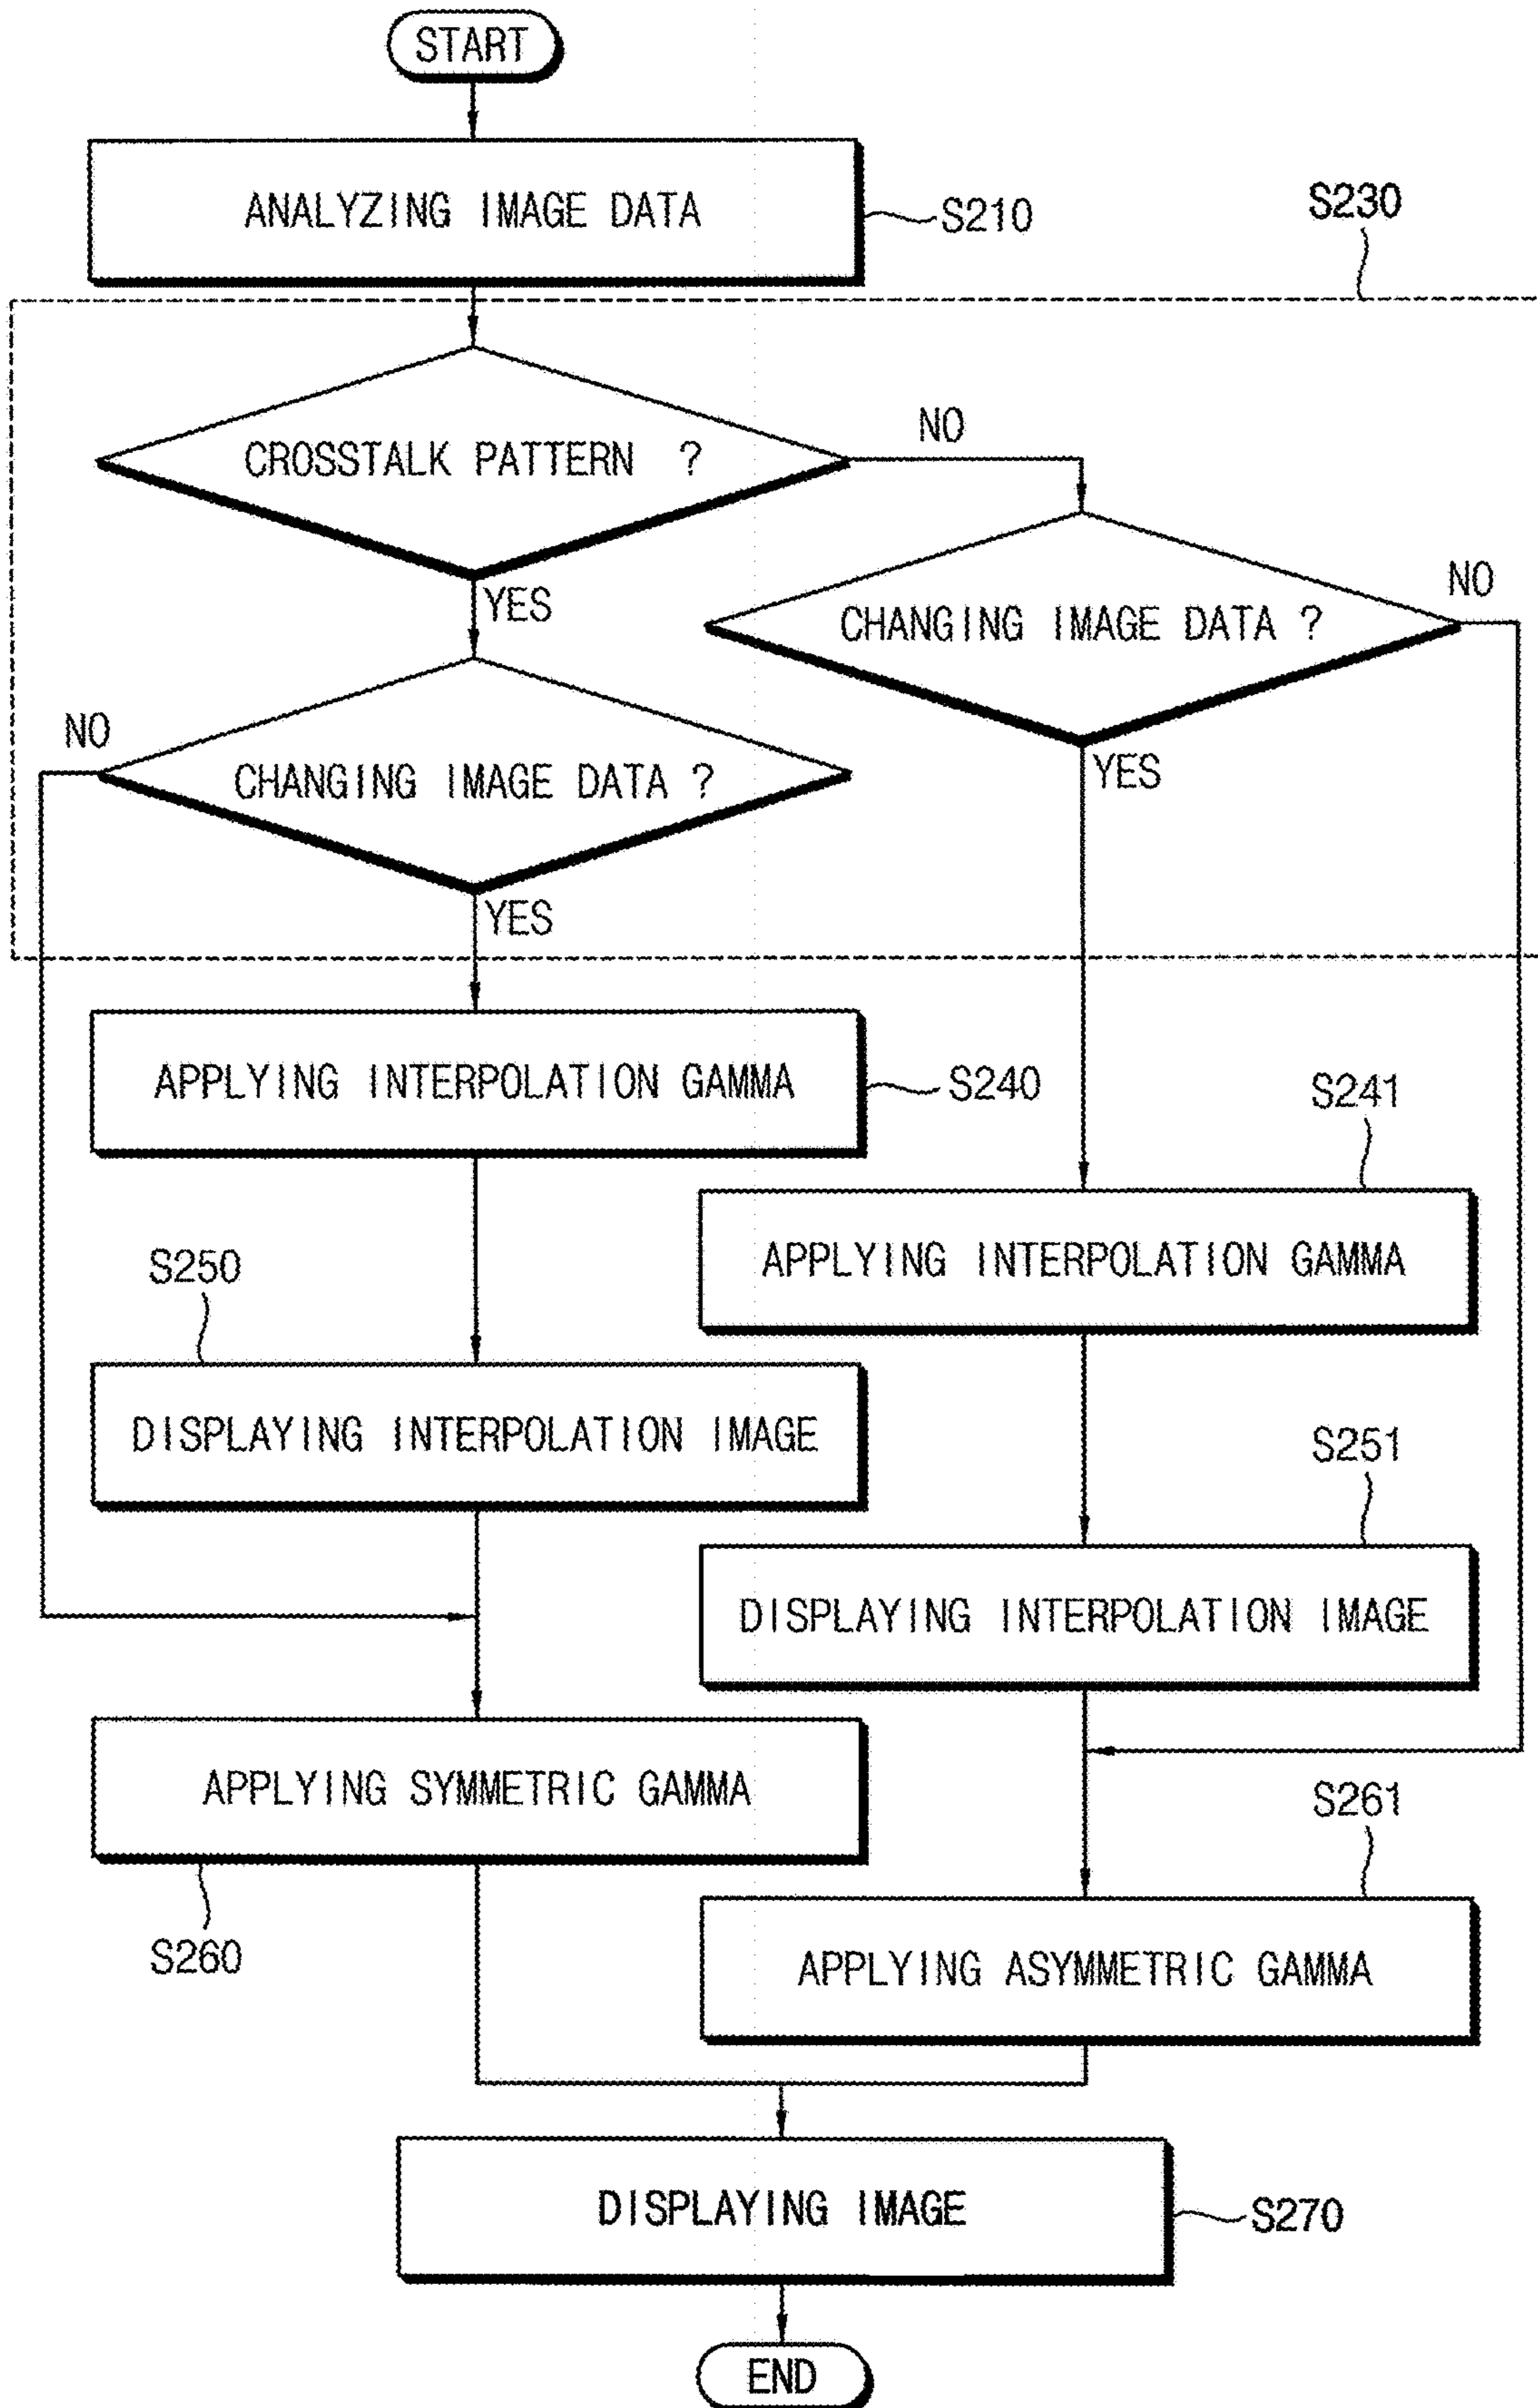 START
ANALYZING IMAGE DATA
S210
S230
CROSSTALK PATTERN ?
NO
YES
CHANGING IMAGE DATA ?
NO
YES
NO
CHANGING IMAGE DATA ?
YES
APPLYING INTERPOLATION GAMMA
S240
S241
APPLYING INTERPOLATION GAMMA
S250
DISPLAYING INTERPOLATION IMAGE
S251
DISPLAYING INTERPOLATION IMAGE
APPLYING SYMMETRIC GAMMA
S260
S261
APPLYING ASYMMETRIC GAMMA
DISPLAYING IMAGE
S270
END